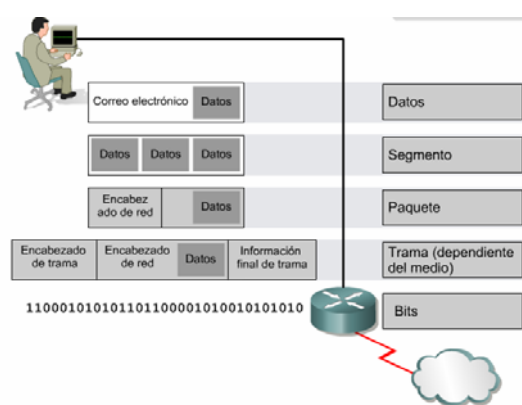 Correo electrónico Datos
Datos
Datos Datos Datos
Segmento
Encabez
ado de red
Datos
Paquete
Encabezado
de trama
Encabezado
de red
Datos
Información
final de trama
Trama (dependiente
del medio)
110001010101101100001010010101010
Bits